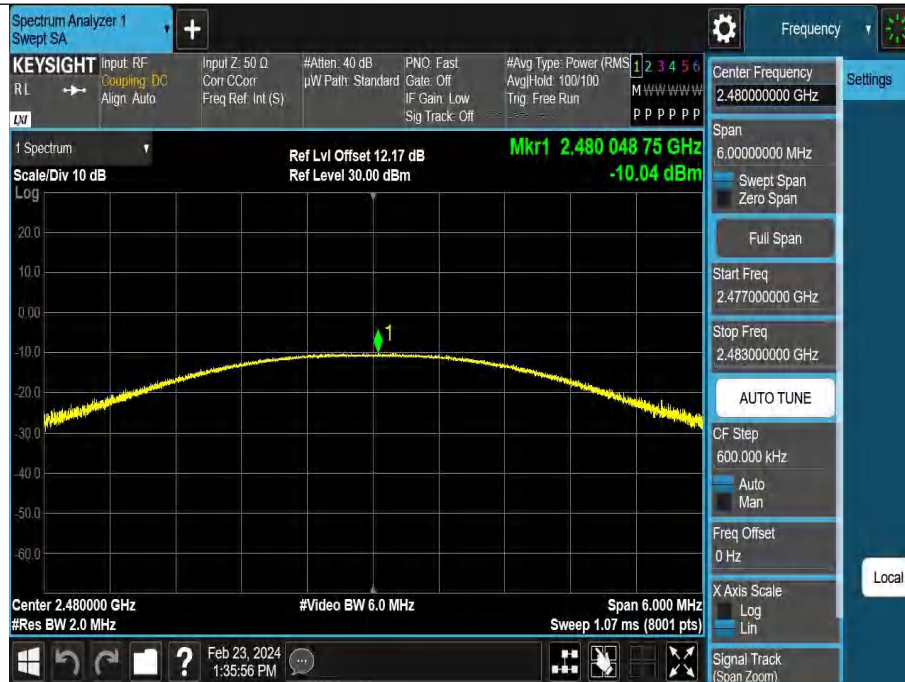 Spectrum Analyzer 1
Swept SA
+
Frequency
KEYSIGHT
RL
LXI
Input: RF
Coupling: DC
Align: Auto
Input Z: 50 Ω
Corr CCorr
Freq Ref: Int (S)
#Atten: 40 dB
µW Path: Standard
PNO: Fast
Gate: Off
IF Gain: Low
Sig Track: Off
#Avg Type: Power (RMS
Avg|Hold: 100/100
Trig: Free Run
1 2 3 4 5 6
M W W W W W
P P P P P P
1 Spectrum
Scale/Div 10 dB
Log
Ref Lvl Offset 12.17 dB
Ref Level 30.00 dBm
Mkr1 2.480 048 75 GHz
-10.04 dBm
20.0
10.0
0.00
-10.0
-20.0
-30.0
-40.0
-50.0
-60.0
1
Center 2.480000 GHz
#Res BW 2.0 MHz
#Video BW 6.0 MHz
Span 6.000 MHz
Sweep 1.07 ms (8001 pts)
Feb 23, 2024
1:35:56 PM
?
Center Frequency
2.480000000 GHz
Settings
Span
6.00000000 MHz
Swept Span
Zero Span
Full Span
Start Freq
2.477000000 GHz
Stop Freq
2.483000000 GHz
AUTO TUNE
CF Step
600.000 kHz
Auto
Man
Freq Offset
0 Hz
Local
X Axis Scale
Log
Lin
Signal Track
(Span Zoom)